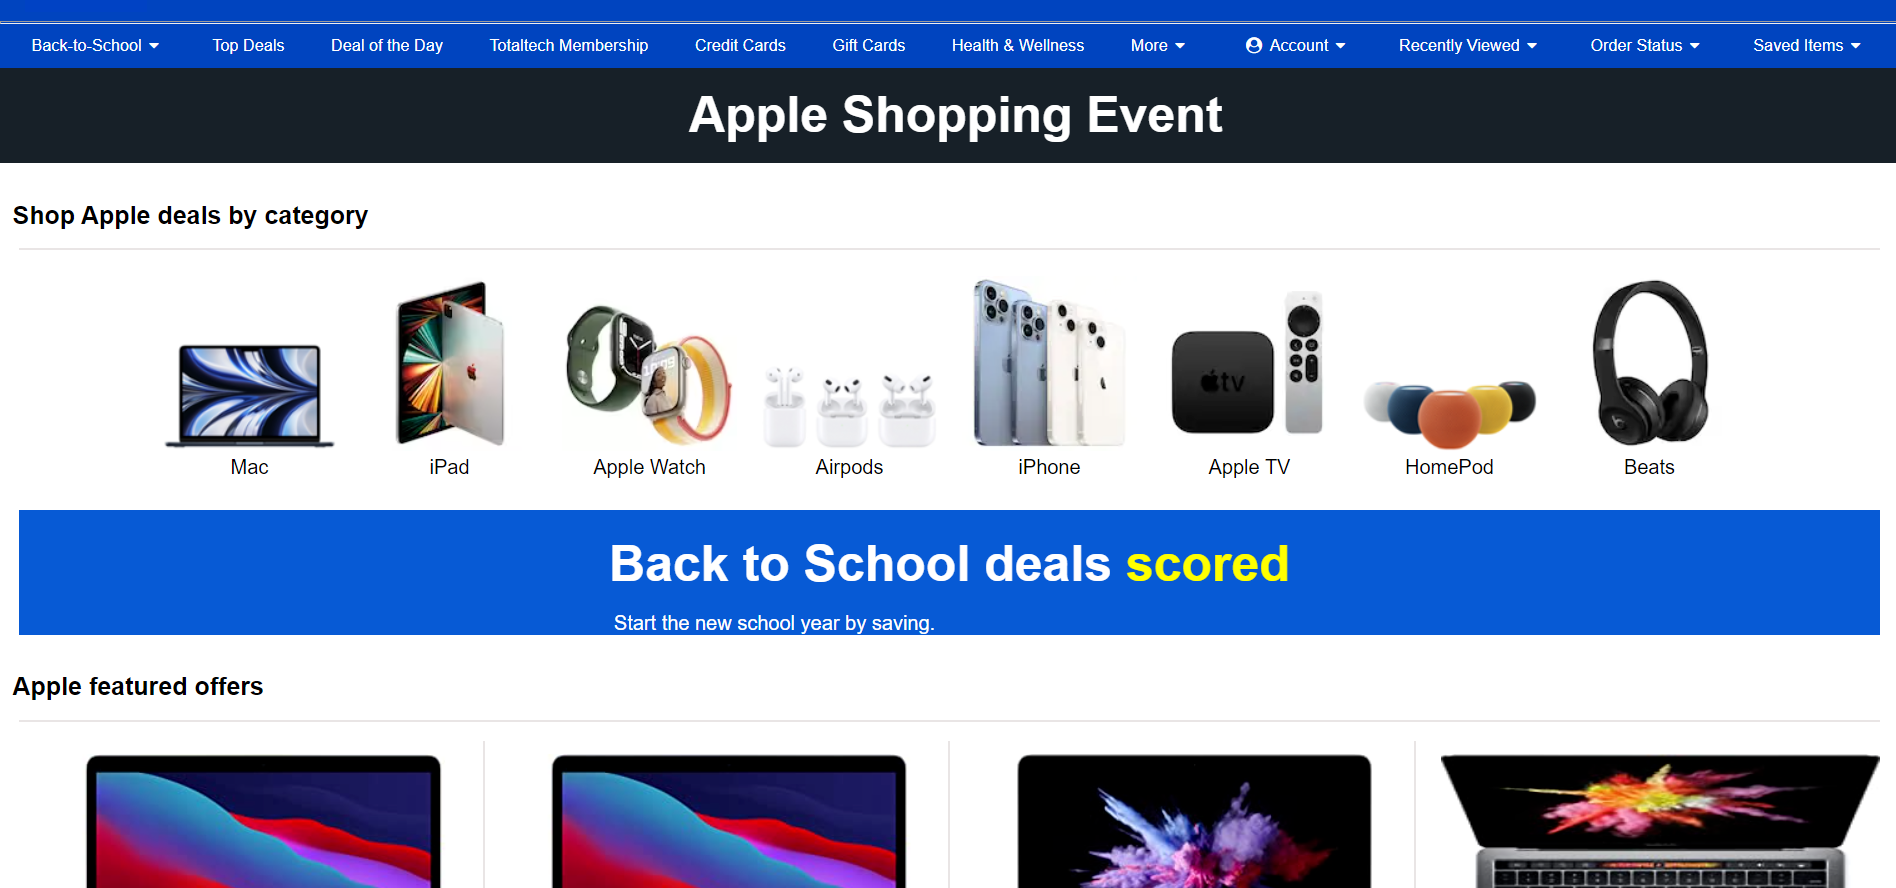 Back-to-School Top Deals Deal of the Day Totaltech Membership Credit Cards Gift Cards Health & Wellness More Account Recently Viewed Order Status Saved Items
Apple Shopping Event
Shop Apple deals by category
tv
Mac iPad Apple Watch Airpods iPhone Apple TV HomePod Beats
Back to School deals scored
Start the new school year by saving.
Apple featured offers